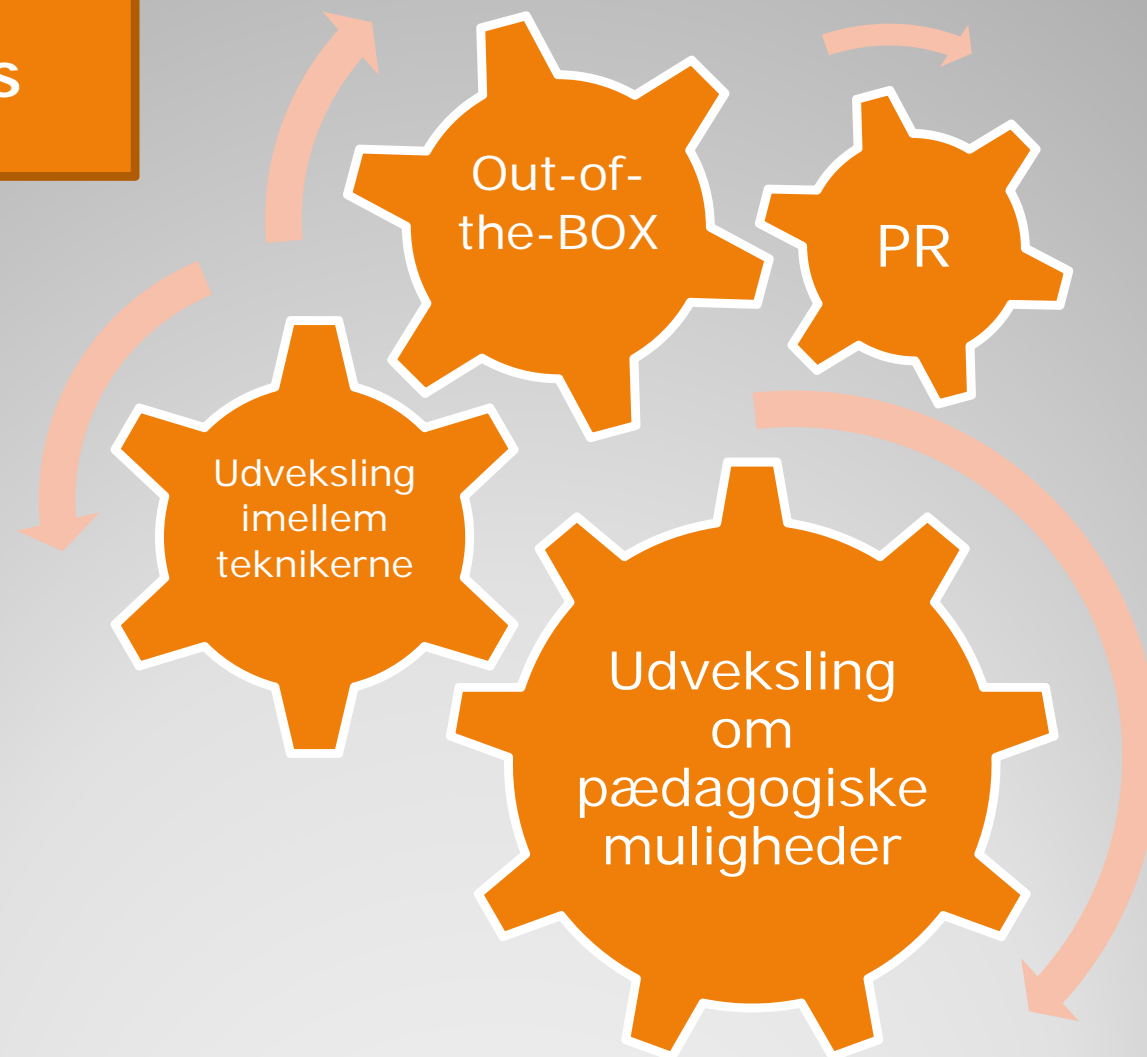 s
Out-of-
the-BOX
PR
Udveksling
imellem
teknikerne
Udveksling
om
pædagogiske
muligheder